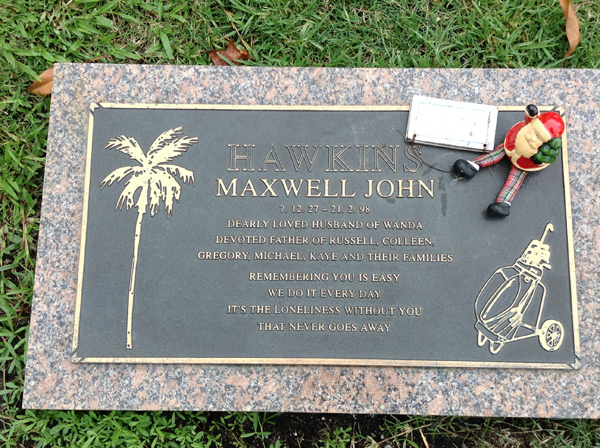 HAWKINS
MAXWELL JOHN
7. 12. 27 – 21. 2. 98
DEARLY LOVED HUSBAND OF WANDA
DEVOTED FATHER OF RUSSELL, COLLEEN,
GREGORY, MICHAEL, KAYE AND THEIR FAMILIES
REMEMBERING YOU IS EASY
WE DO IT EVERY DAY
IT'S THE LONELINESS WITHOUT YOU
THAT NEVER GOES AWAY